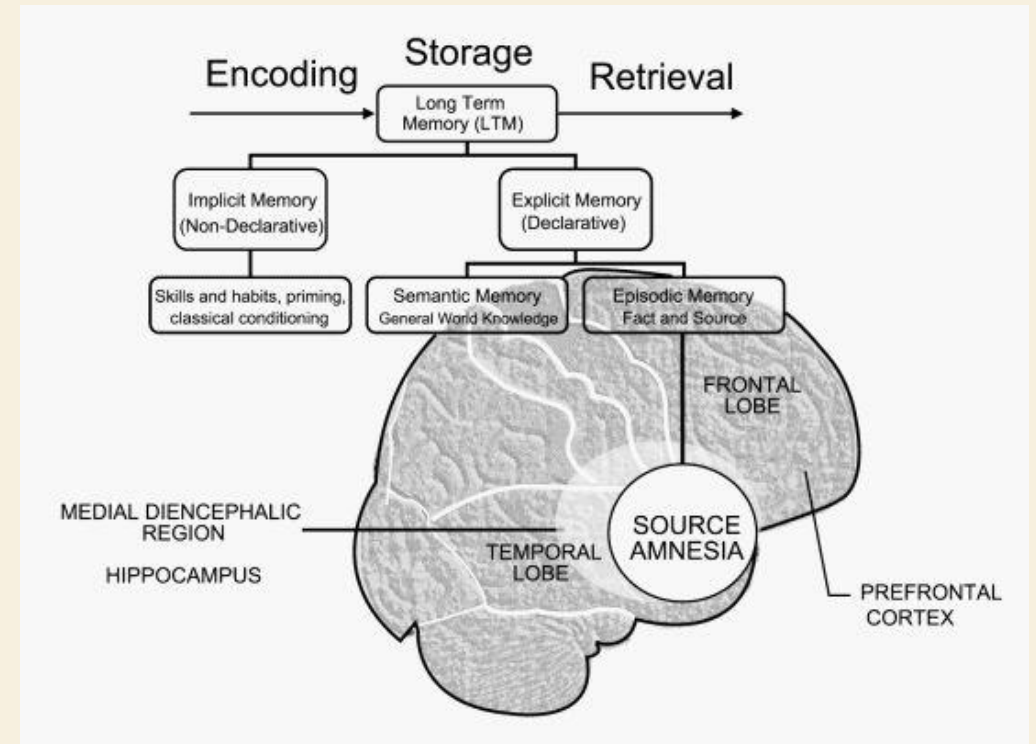 Encoding
Storage
Retrieval
Long Term
Memory (LTM)
Implicit Memory
(Non-Declarative)
Explicit Memory
(Declarative)
Skills and habits, priming,
classical conditioning
Semantic Memory
General World Knowledge
Episodic Memory
Fact and Source
FRONTAL
LOBE
MEDIAL DIENCEPHALIC
REGION
HIPPOCAMPUS
TEMPORAL
LOBE
SOURCE
AMNESIA
PREFRONTAL
CORTEX